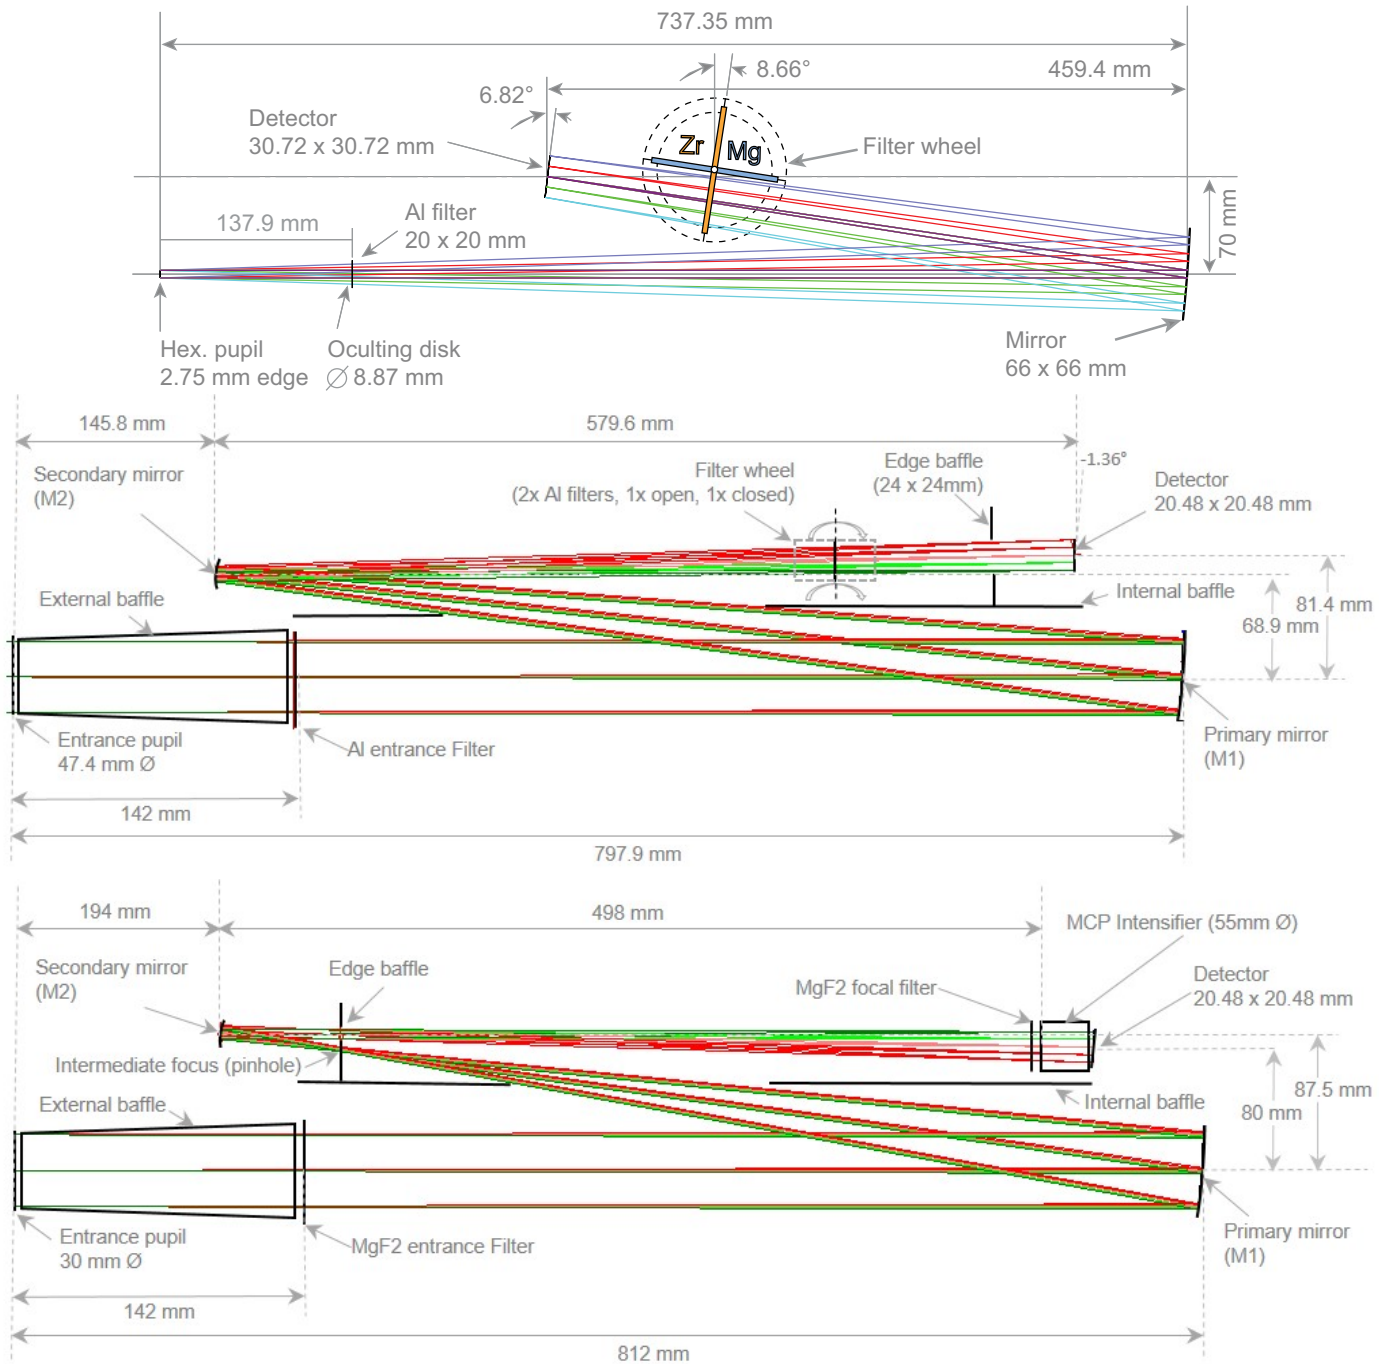 737.35 mm
8.66°
459.4 mm
6.82°
Detector
30.72 x 30.72 mm
Zr
Mg
Filter wheel
Al filter
20 x 20 mm
137.9 mm
70 mm
Hex. pupil
2.75 mm edge
Oculting disk
∅ 8.87 mm
Mirror
66 x 66 mm
145.8 mm
579.6 mm
Secondary mirror
(M2)
Filter wheel
(2x Al filters, 1x open, 1x closed)
Edge baffle
(24 x 24mm)
-1.36°
Detector
20.48 x 20.48 mm
External baffle
Internal baffle
81.4 mm
68.9 mm
Entrance pupil
47.4 mm Ø
Al entrance Filter
Primary mirror
(M1)
142 mm
797.9 mm
194 mm
498 mm
MCP Intensifier (55mm Ø)
Secondary mirror
(M2)
Edge baffle
MgF2 focal filter
Detector
20.48 x 20.48 mm
Intermediate focus (pinhole)
External baffle
Internal baffle
87.5 mm
80 mm
Entrance pupil
30 mm Ø
MgF2 entrance Filter
Primary mirror
(M1)
142 mm
812 mm